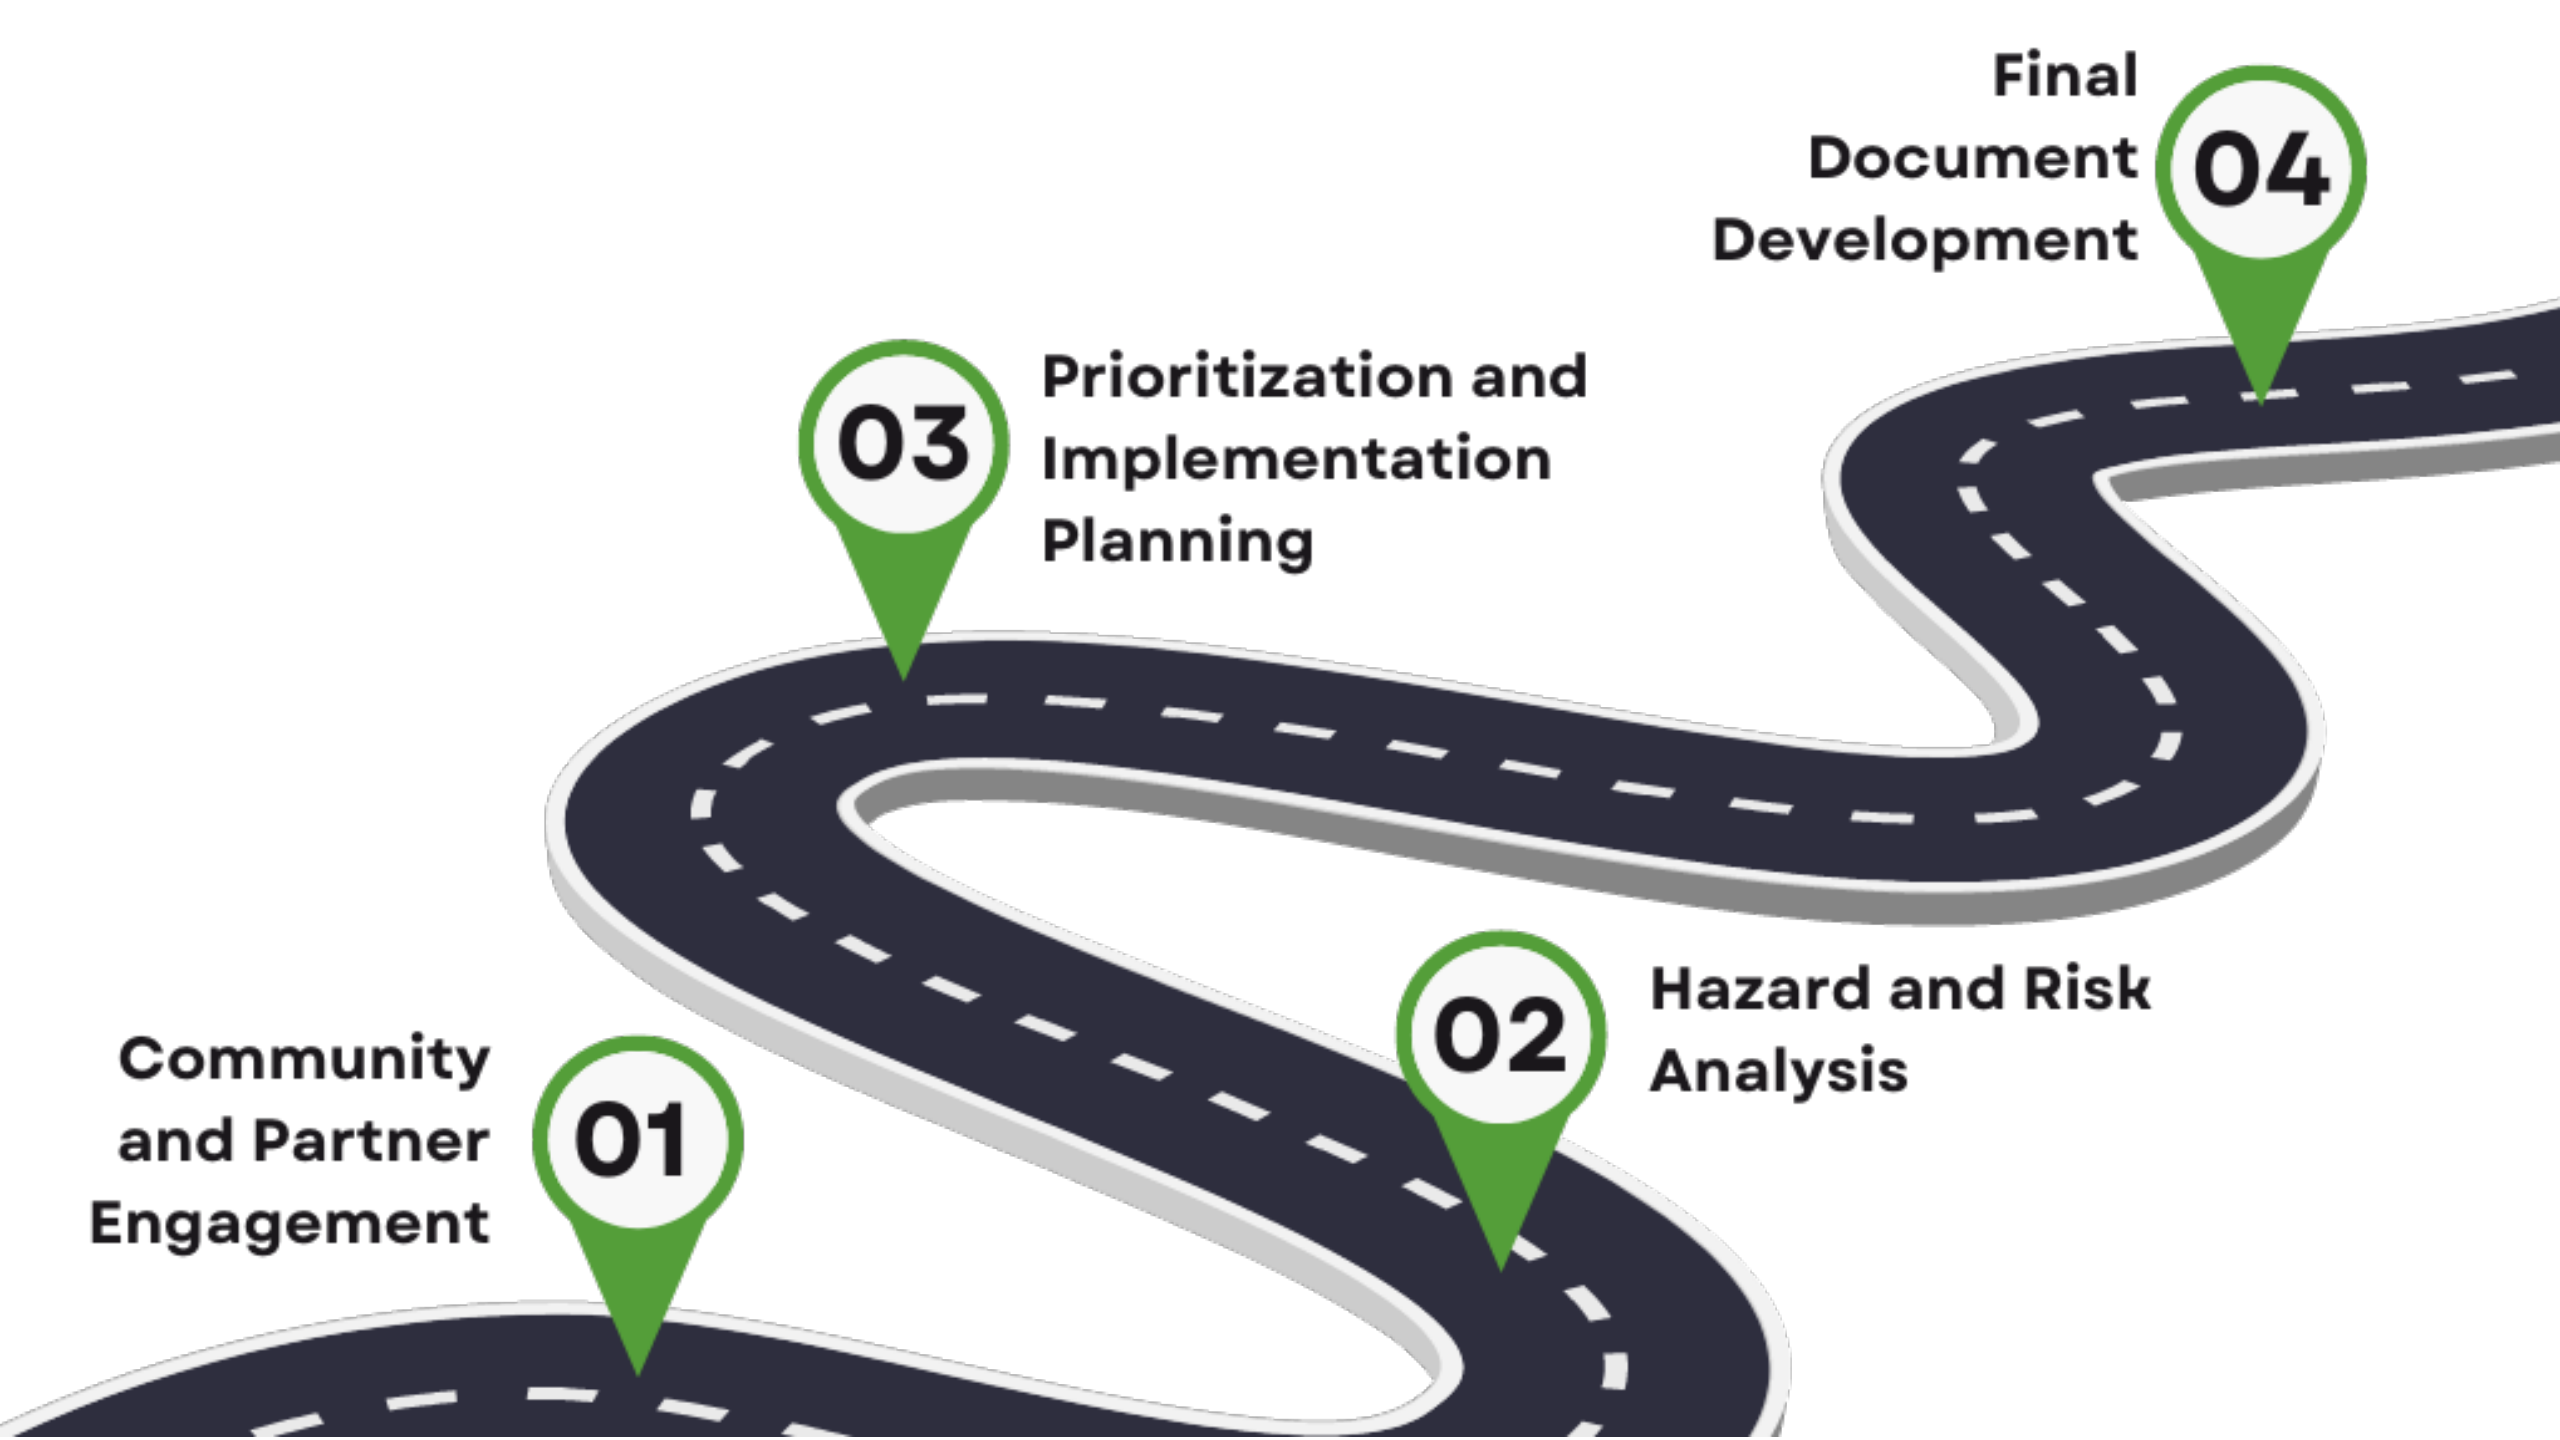 Final
Document
Development
04
03
Prioritization and
Implementation
Planning
02
Hazard and Risk
Analysis
Community
and Partner
Engagement
01